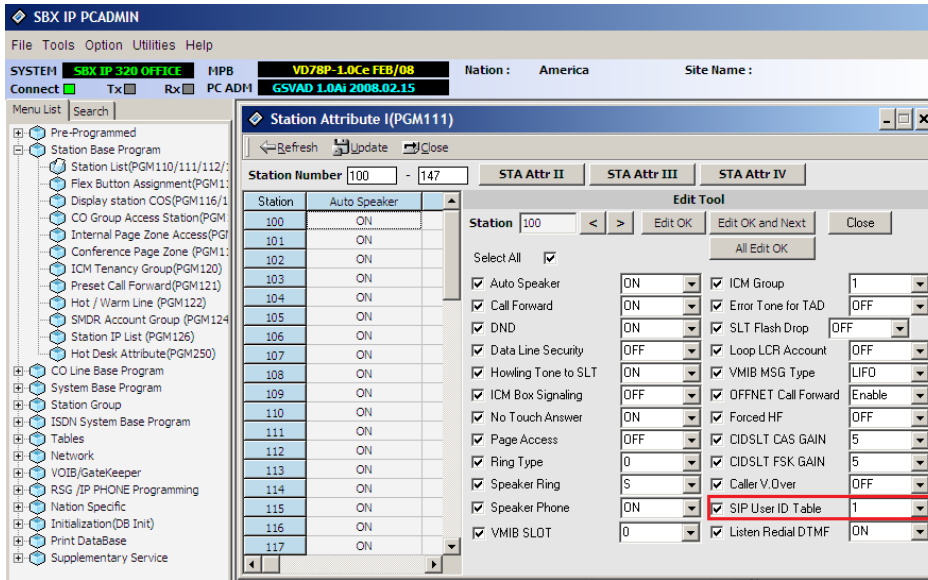 SBX IP PCADMIN
File Tools Option Utilities Help
SYSTEM SBX IP 320 OFFICE MPB VD78P-1.0Ce FEB/08 Nation : America Site Name :
Connect Tx Rx PC ADM GSVAD 1.0Ai 2008.02.15
Menu List Search
Pre-Programmed
Station Base Program
Station List(PGM110/111/112/:
Flex Button Assignment(PGM1:
Display station COS(PGM116/1
CO Group Access Station(PGM
Internal Page Zone Access(PGI
Conference Page Zone (PGM1:
ICM Tenancy Group(PGM120)
Preset Call Forward(PGM121)
Hot / Warm Line (PGM122)
SMDR Account Group (PGM124
Station IP List (PGM126)
Hot Desk Attribute(PGM250)
CO Line Base Program
System Base Program
Station Group
ISDN System Base Program
Tables
Network
VOIB/GateKeeper
RSG /IP PHONE Programming
Nation Specific
Initialization(DB Init)
Print DataBase
Supplementary Service
Station Attribute I(PGM111)
Refresh Update Close
Station Number 100 - 147 STA Attr II STA Attr III STA Attr IV
Station Auto Speaker
100 ON
101 ON
102 ON
103 ON
104 ON
105 ON
106 ON
107 ON
108 ON
109 ON
110 ON
111 ON
112 ON
113 ON
114 ON
115 ON
116 ON
117 ON
Edit Tool
Station 100 < > Edit OK Edit OK and Next Close
All Edit OK
Select All
Auto Speaker ON
Call Forward ON
DND ON
Data Line Security OFF
Howling Tone to SLT ON
ICM Box Signaling OFF
No Touch Answer ON
Page Access OFF
Ring Type 0
Speaker Ring S
Speaker Phone ON
VMIB SLOT 0
ICM Group 1
Error Tone for TAD OFF
SLT Flash Drop OFF
Loop LCR Account OFF
VMIB MSG Type LIFO
OFFNET Call Forward Enable
Forced HF OFF
CIDSLT CAS GAIN 5
CIDSLT FSK GAIN 5
Caller V.Over OFF
SIP User ID Table 1
Listen Redial DTMF ON